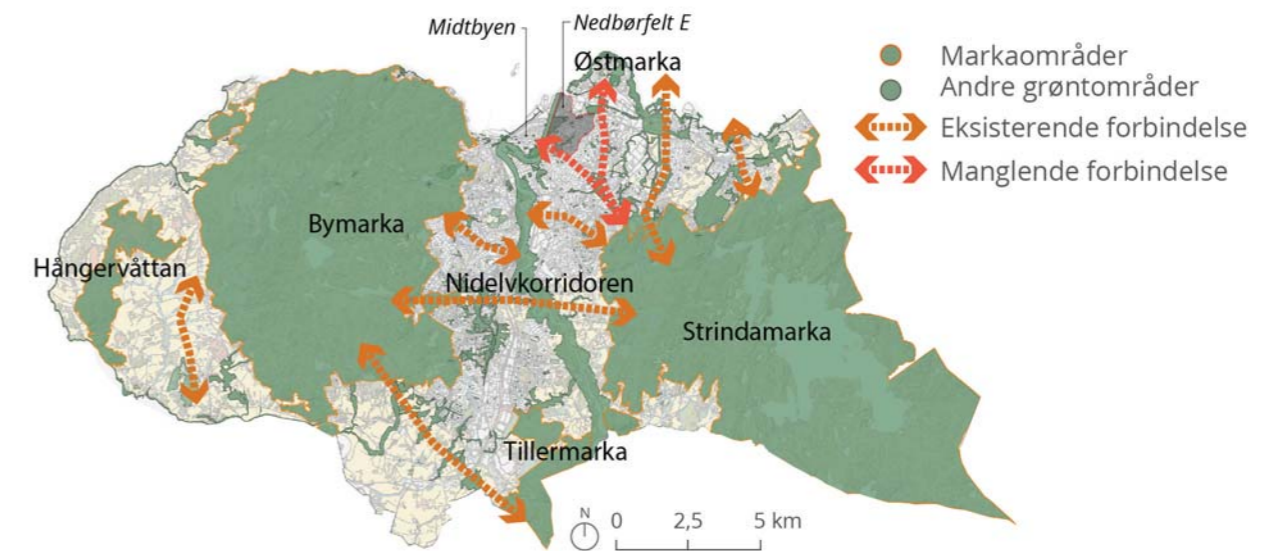 Midtbyen
Nedbørfelt E
Østmarka
Bymarka
Hångervåttan
Nidelvkorridoren
Strindamarka
Tillermarka
Markaområder
Andre grøntområder
Eksisterende forbindelse
Manglende forbindelse
N
0 2,5 5 km